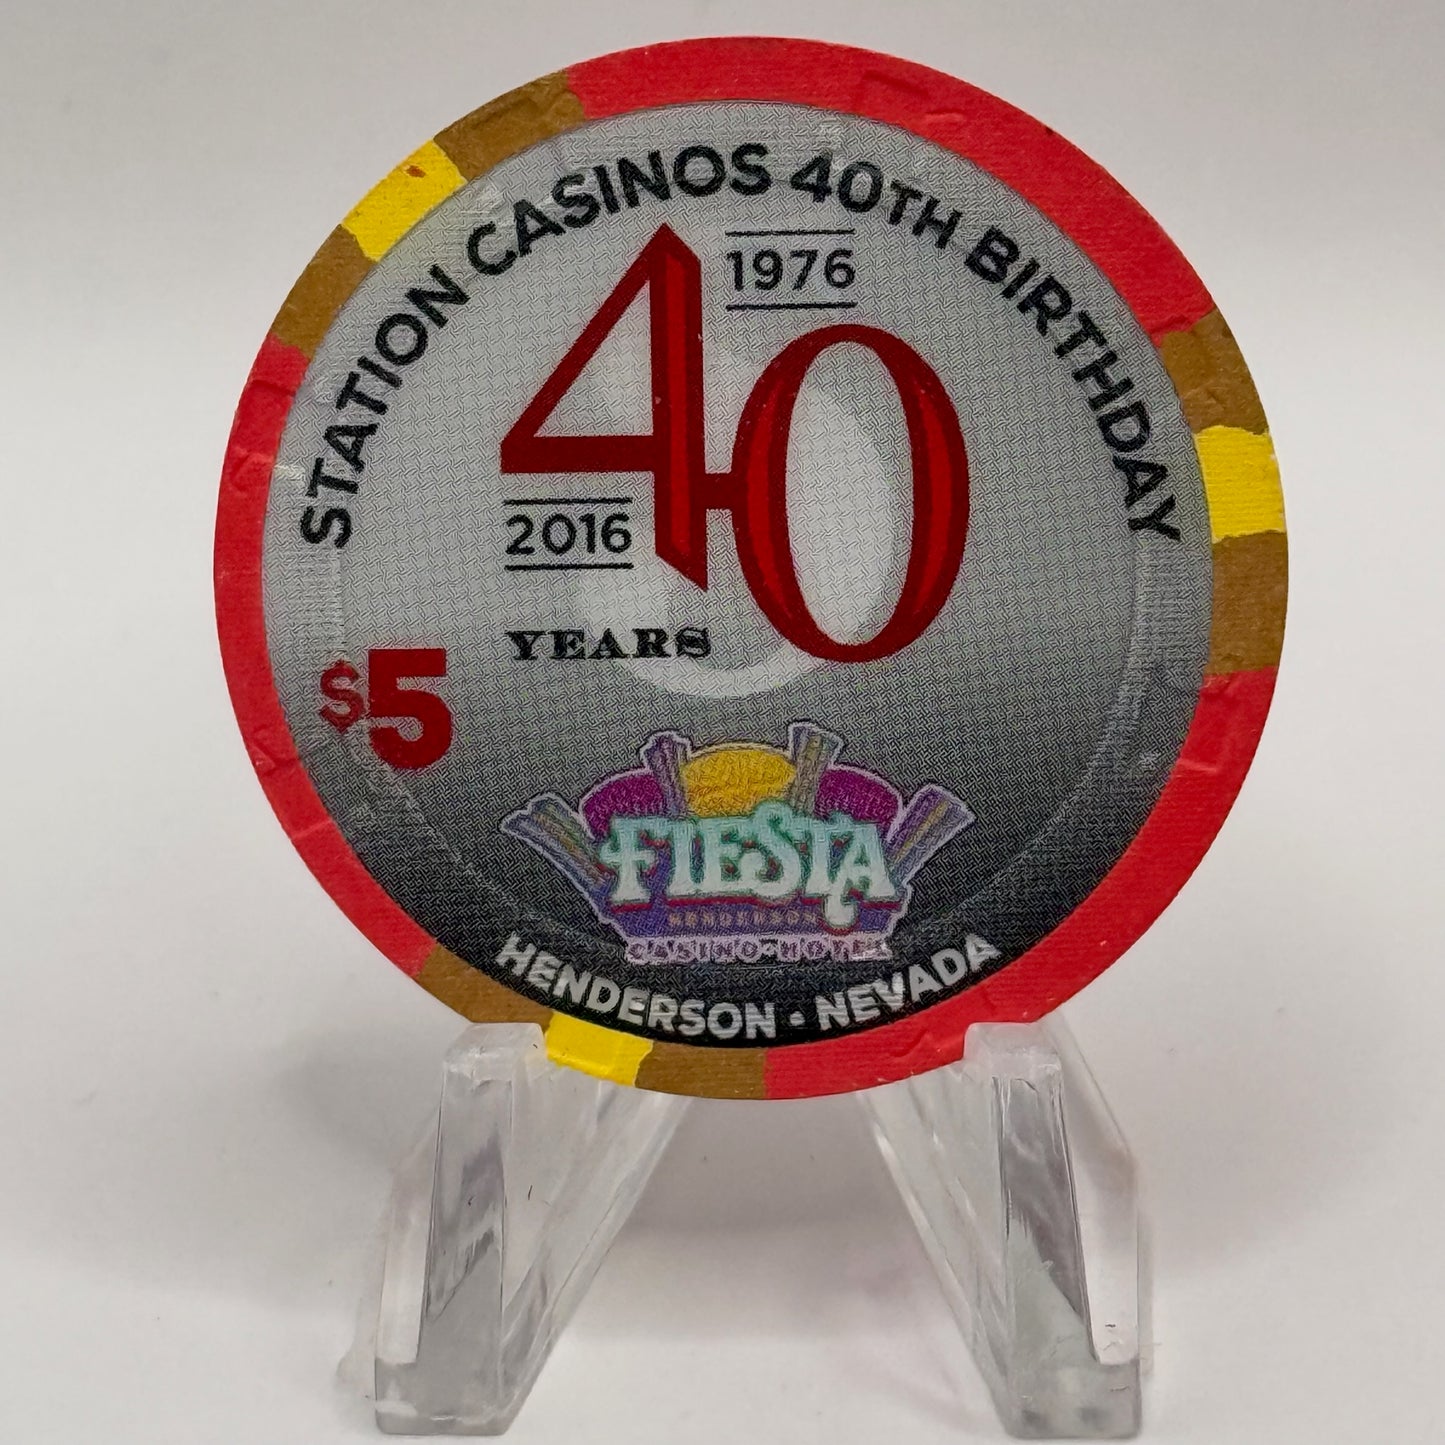 STATION CASINOS 40TH BIRTHDAY
1976
40
2016
YEARS
$5
FIESTA
HENDERSON
CASINO-HOTEL
HENDERSON • NEVADA